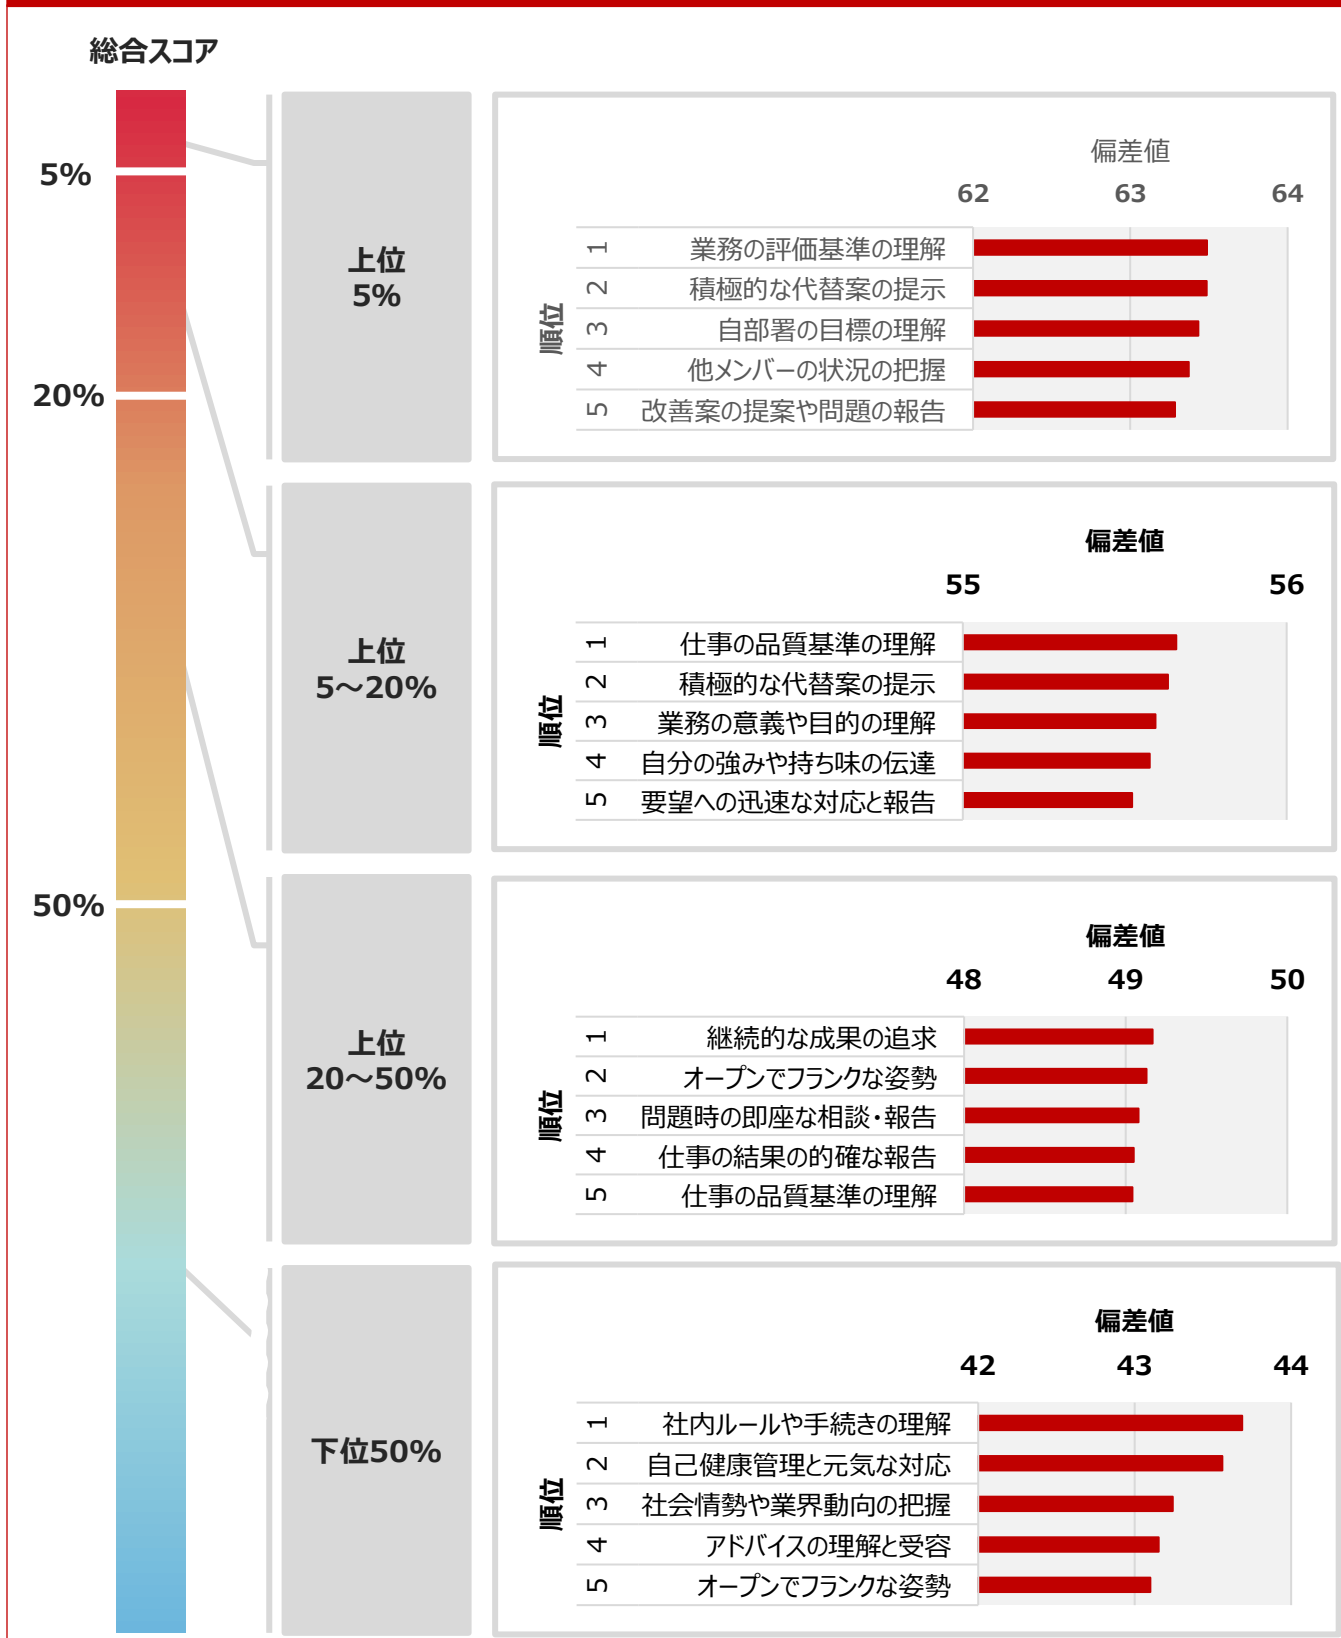 総合スコア
5%
20%
50%
上位
5%
偏差値
62 63 64
順位
1 業務の評価基準の理解
2 積極的な代替案の提示
3 自部署の目標の理解
4 他メンバーの状況の把握
5 改善案の提案や問題の報告
上位
5～20%
偏差値
55 56
順位
1 仕事の品質基準の理解
2 積極的な代替案の提示
3 業務の意義や目的の理解
4 自分の強みや持ち味の伝達
5 要望への迅速な対応と報告
上位
20～50%
偏差値
48 49 50
順位
1 継続的な成果の追求
2 オープンでフランクな姿勢
3 問題時の即座な相談・報告
4 仕事の結果の的確な報告
5 仕事の品質基準の理解
下位50%
偏差値
42 43 44
順位
1 社内ルールや手続きの理解
2 自己健康管理と元気な対応
3 社会情勢や業界動向の把握
4 アドバイスの理解と受容
5 オープンでフランクな姿勢